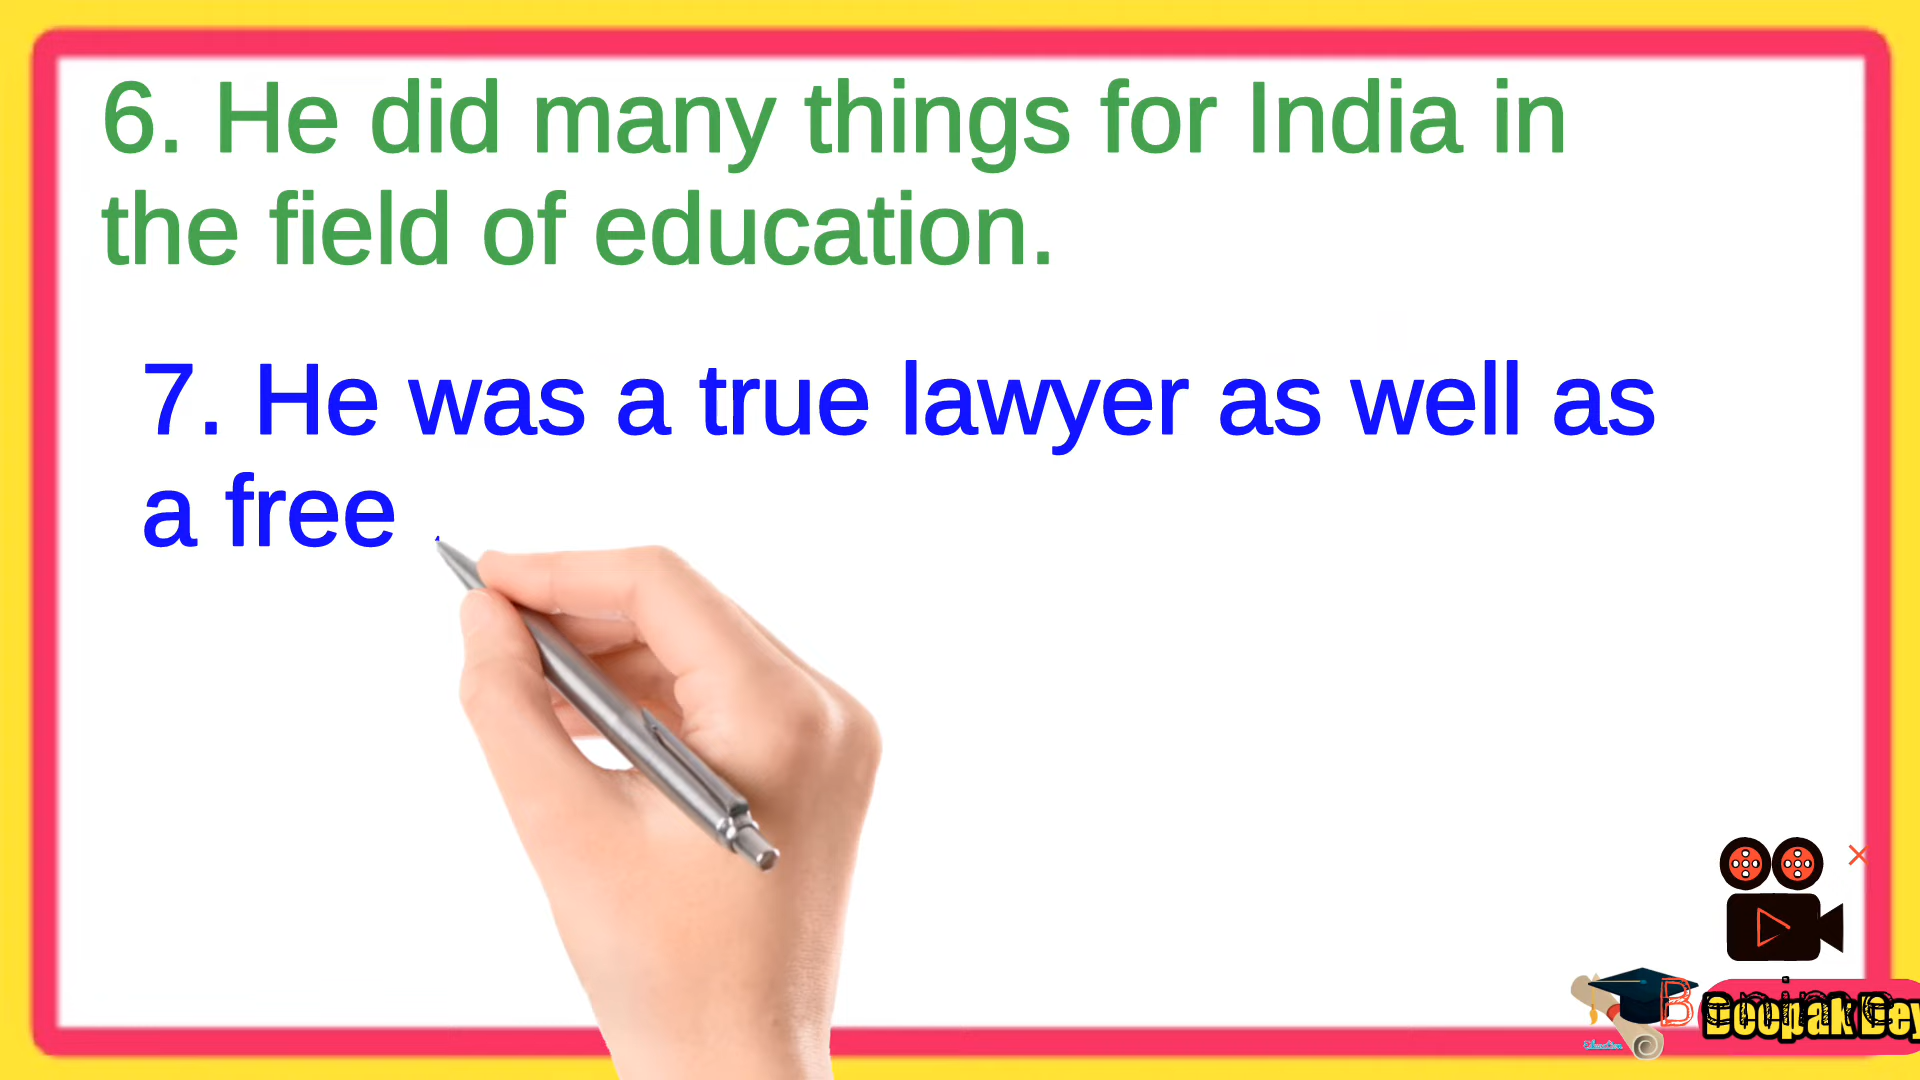 6. He did many things for India in
the field of education.
7. He was a true lawyer as well as
a free
Education